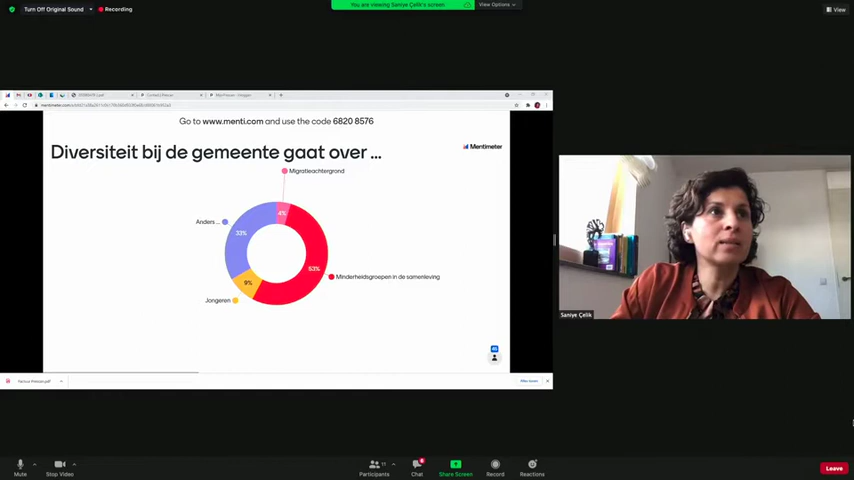 Turn Off Original Sound
Recording
You are viewing Saniye Çelik's screen
View Options
View
Go to www.menti.com and use the code 6820 8576
Diversiteit bij de gemeente gaat over ...
Mentimeter
Migratieachtergrond
4%
Anders ...
33%
53%
Minderheidsgroepen in de samenleving
9%
Jongeren
Saniye Çelik
Mute
Stop Video
Participants
11
Chat
Share Screen
Record
Reactions
Leave